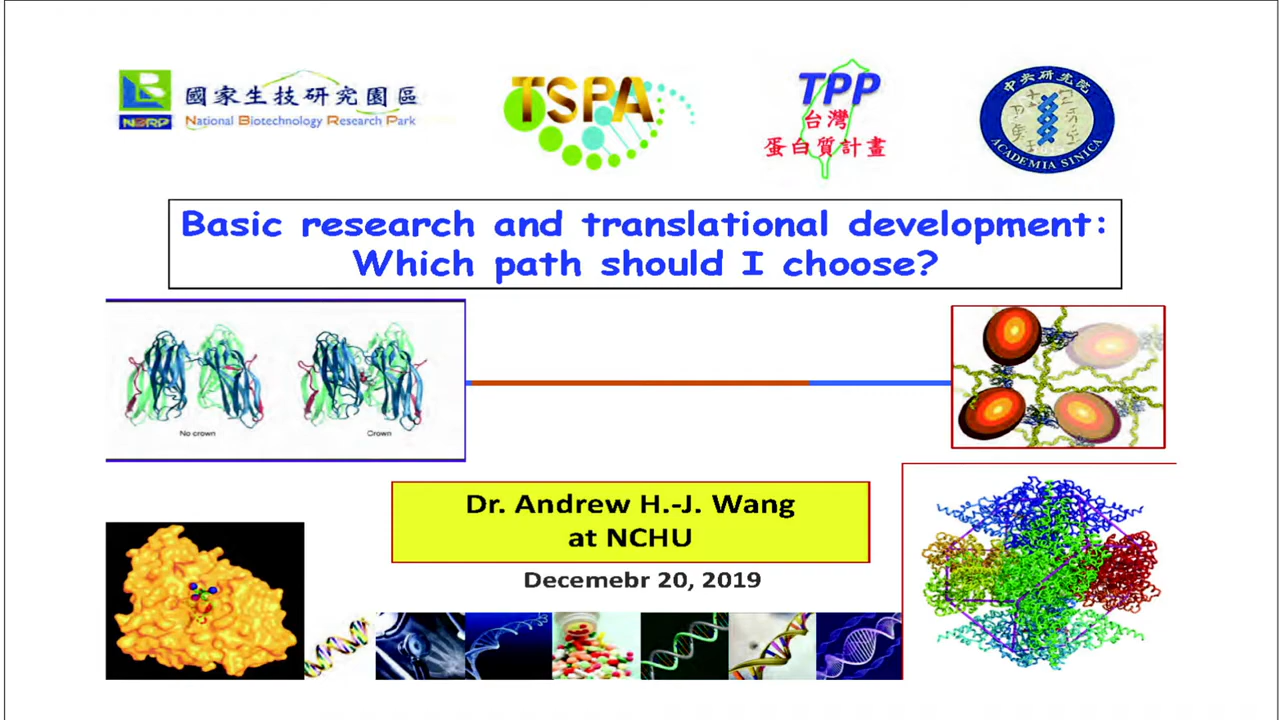 國家生技研究園區
NBRP
National Biotechnology Research Park
TSPA
TPP
台灣
蛋白質計畫
中央研究院
ACADEMIA SINICA
Basic research and translational development:
Which path should I choose?
No crown
Crown
Dr. Andrew H.-J. Wang
at NCHU
Decemebr 20, 2019